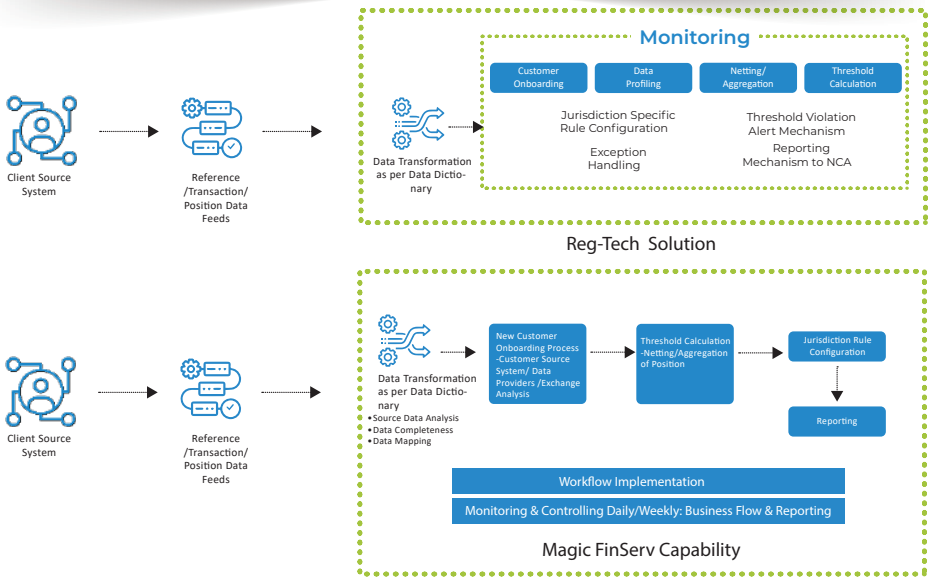 Monitoring
Customer
Onboarding
Data
Profiling
Netting/
Aggregation
Threshold
Calculation
Jurisdiction Specific
Rule Configuration
Threshold Violation
Alert Mechanism
Exception
Handling
Reporting
Mechanism to NCA
Client Source
System
Reference
/Transaction/
Position Data
Feeds
Data Transformation
as per Data Dictio-
nary
Reg-Tech Solution
Client Source
System
Reference
/Transaction/
Position Data
Feeds
Data Transformation
as per Data Dictio-
nary
•Source Data Analysis
•Data Completeness
•Data Mapping
New Customer
Onboarding Process
-Customer Source
System/ Data
Providers /Exchange
Analysis
Threshold Calculation
-Netting/Aggregation
of Position
Jurisdiction Rule
Configuration
Reporting
Workflow Implementation
Monitoring & Controlling Daily/Weekly: Business Flow & Reporting
Magic FinServ Capability